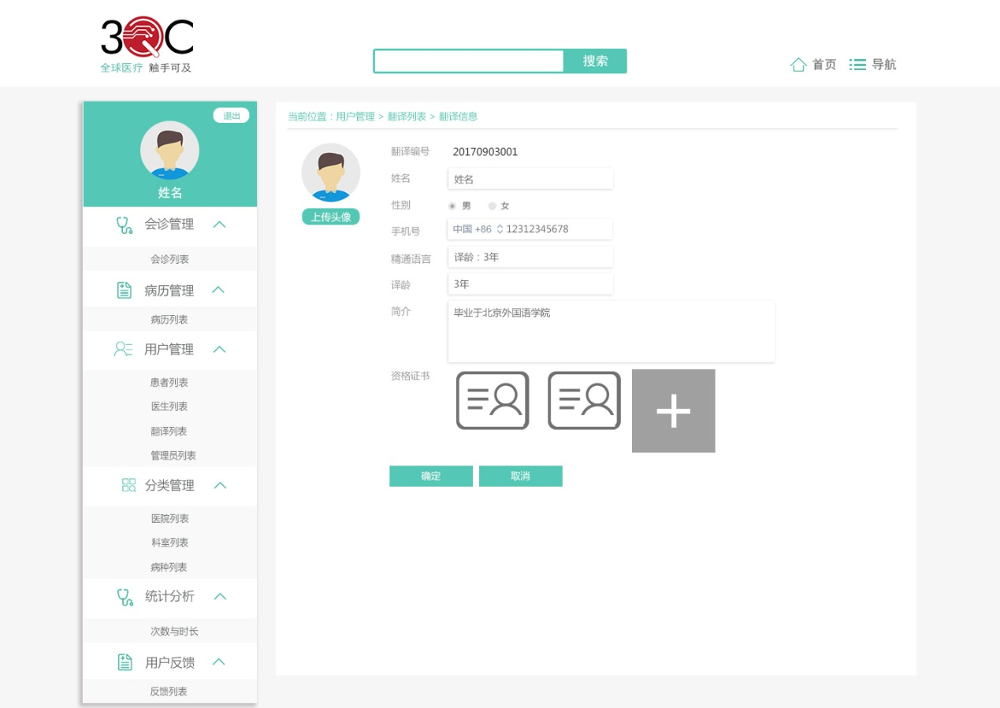 3QC
全球医疗 触手可及
搜索
首页
导航
退出
姓名
会诊管理
会诊列表
病历管理
病历列表
用户管理
患者列表
医生列表
翻译列表
管理员列表
分类管理
医院列表
科室列表
病种列表
统计分析
次数与时长
用户反馈
反馈列表
当前位置：用户管理 > 翻译列表 > 翻译信息
上传头像
翻译编号 20170903001
姓名 姓名
性别 男 女
手机号 中国 +86 12312345678
精通语言 译龄：3年
译龄 3年
简介 毕业于北京外国语学院
资格证书
确定 取消